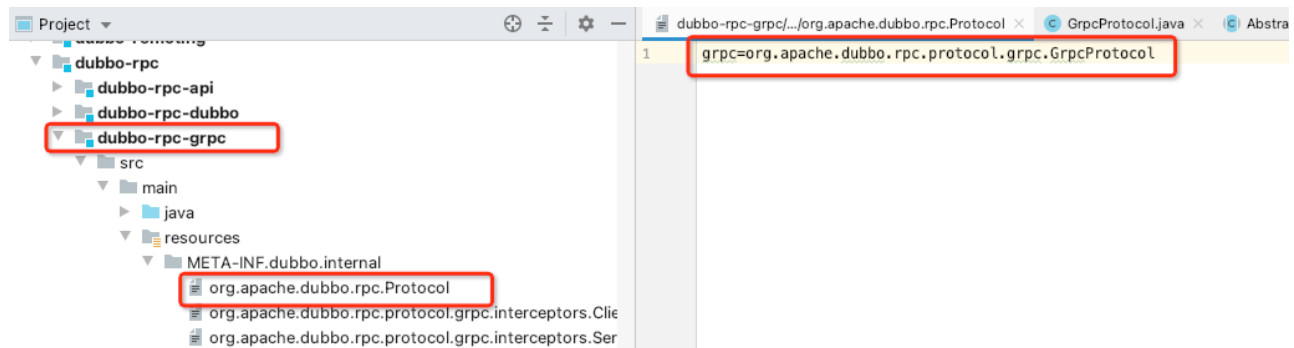 Project
dubbo-rpc
dubbo-rpc-api
dubbo-rpc-dubbo
dubbo-rpc-grpc
src
main
java
resources
META-INF.dubbo.internal
org.apache.dubbo.rpc.Protocol
org.apache.dubbo.rpc.protocol.grpc.interceptors.Clie
org.apache.dubbo.rpc.protocol.grpc.interceptors.Ser
dubbo-rpc-grpc/.../org.apache.dubbo.rpc.Protocol GrpcProtocol.java Abstra
1 grpc=org.apache.dubbo.rpc.protocol.grpc.GrpcProtocol